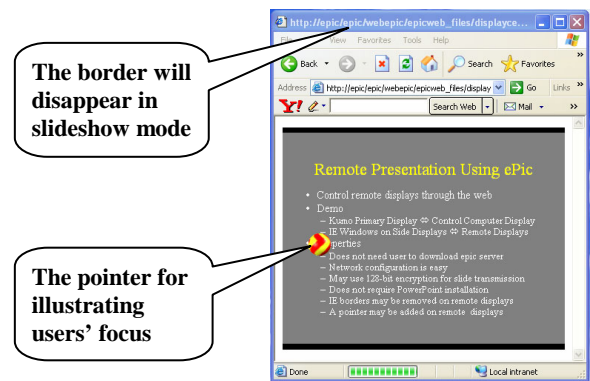 http://epic/epic/webepic/epicweb_files/displayce...
View Favorites Tools Help
Back Search Favorites »
Address http://epic/epic/webepic/epicweb_files/display Go Links »
Y! Search Web Mail »
The border will
disappear in
slideshow mode
Remote Presentation Using ePic
• Control remote displays through the web
• Demo
– Kumo Primary Display ⇔ Control Computer Display
– IE Windows on Side Displays ⇔ Remote Displays
perties
– Does not need user to download epic server
– Network configuration is easy
– May use 128-bit encryption for slide transmission
– Does not require PowerPoint installation
– IE borders may be removed on remote displays
– A pointer may be added on remote displays
The pointer for
illustrating
users’ focus
Done Local intranet